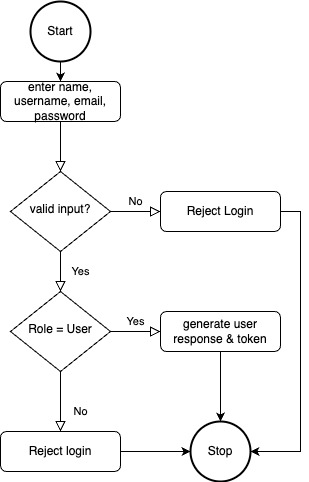 Start
enter name,
username, email,
password
valid input?
No
Reject Login
Yes
Role = User
Yes
generate user
response & token
No
Reject login
Stop